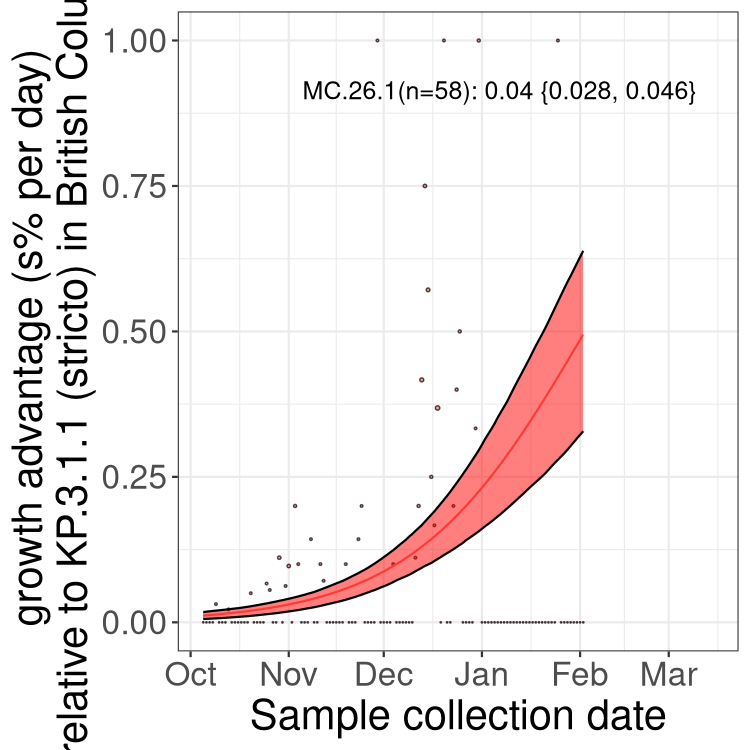 growth advantage (s% per day)
relative to KP.3.1.1 (stricto) in British
1.00
0.75
0.50
0.25
0.00
MC.26.1(n=58): 0.04 {0.028, 0.046}
Oct Nov Dec Jan Feb Mar
Sample collection date